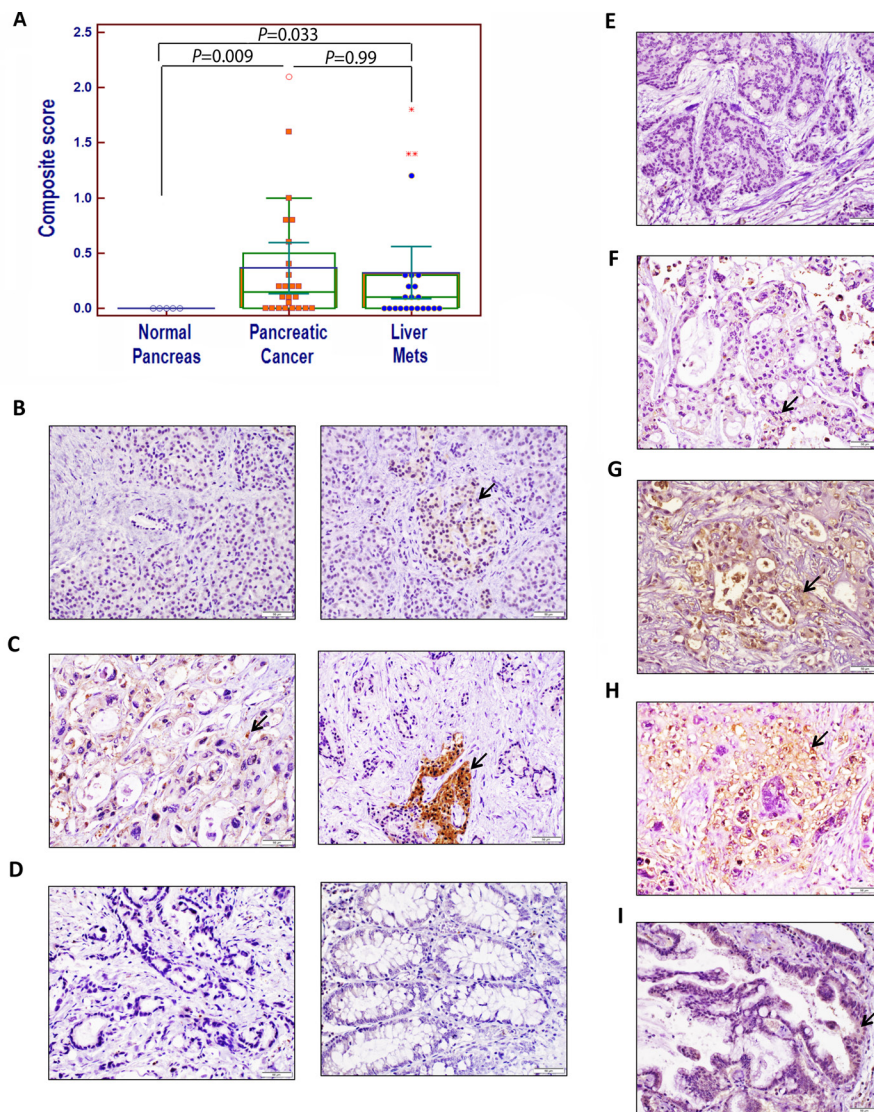 A
P=0.033
P=0.009
P=0.99
Composite score
2.5
2.0
1.5
1.0
0.5
0.0
Normal
Pancreas
Pancreatic
Cancer
Liver
Mets
B
C
D
E
F
G
H
I